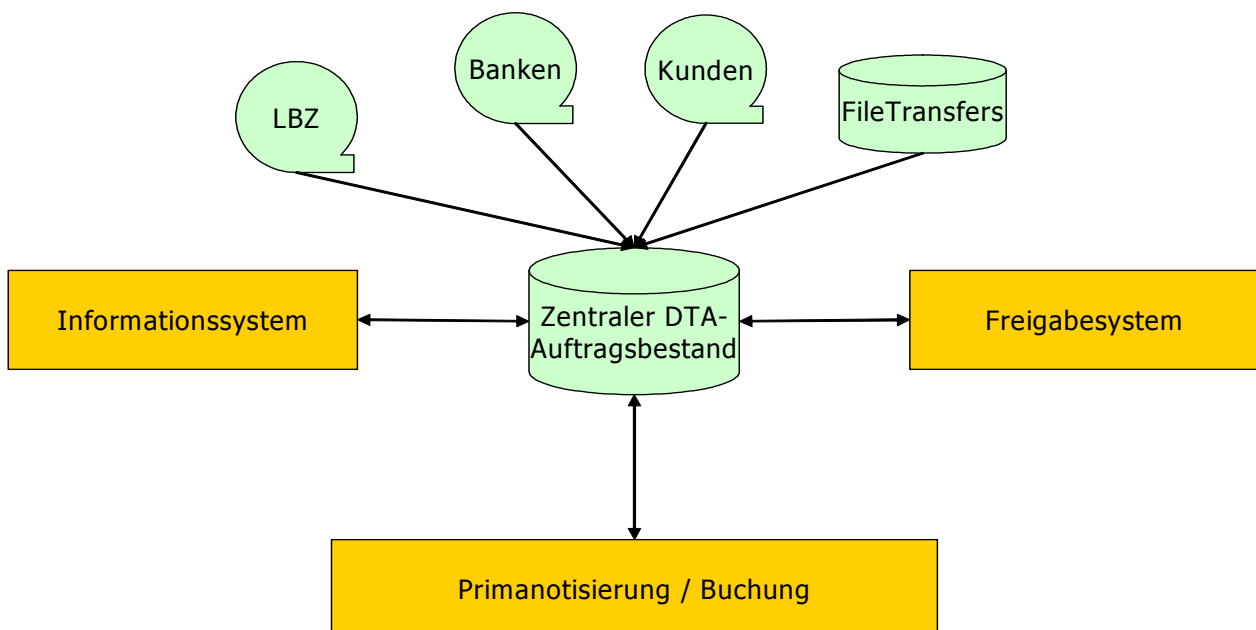 Banken
Kunden
LBZ
FileTransfers
Informationssystem
Zentraler DTA-
Auftragsbestand
Freigabesystem
Primanotisierung / Buchung